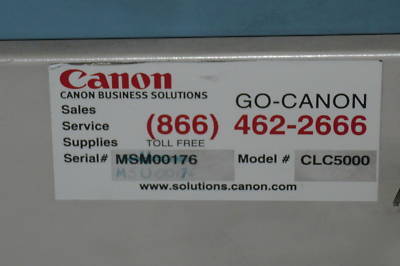 Canon
CANON BUSINESS SOLUTIONS
Sales GO-CANON
Service (866) 462-2666
Supplies TOLL FREE
Serial# MSM00176 Model # CLC5000
www.solutions.canon.com